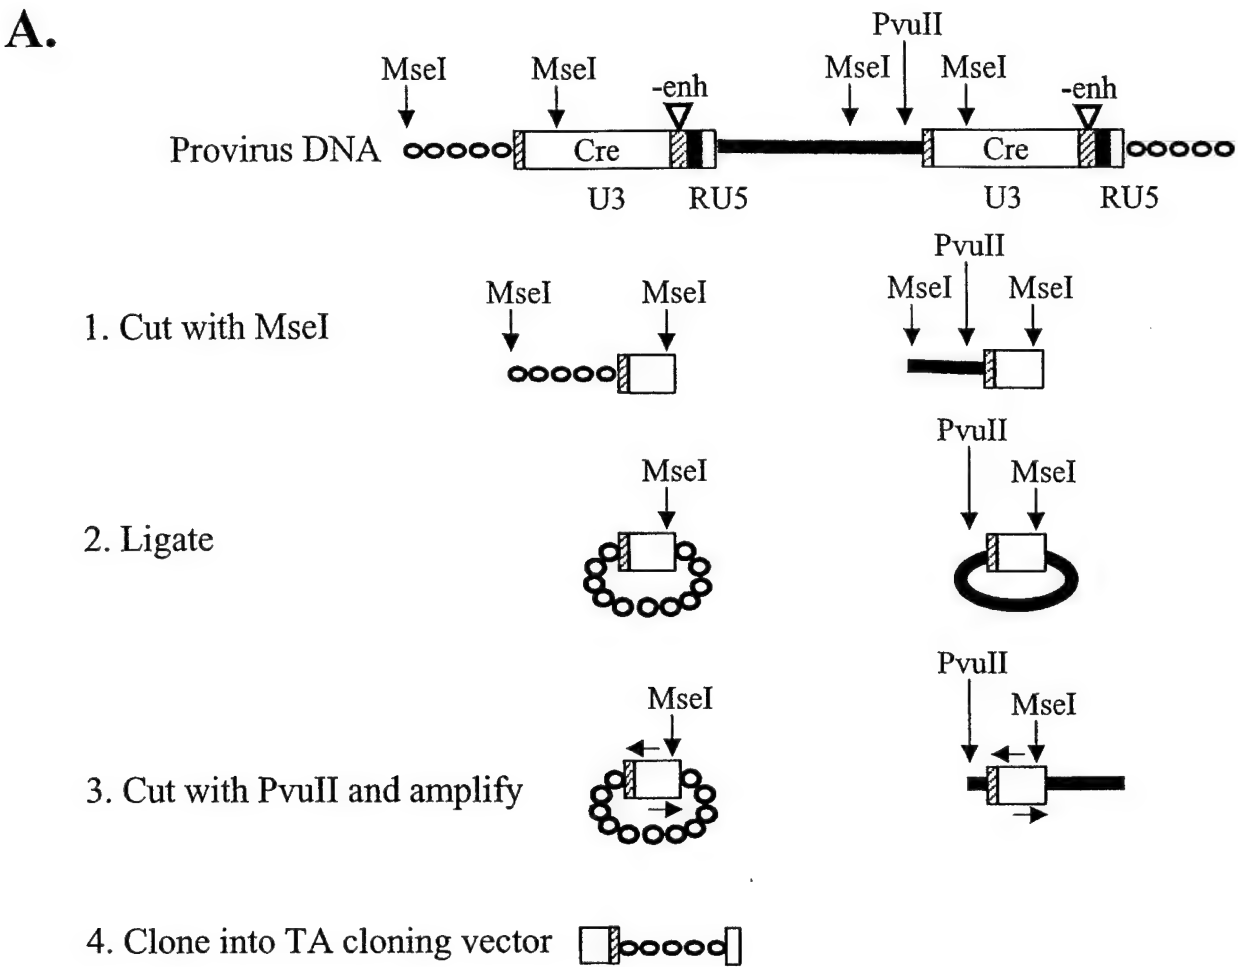 A.
PvuII
MseI MseI MseI MseI
-enh -enh
Provirus DNA Cre Cre
U3 RU5 U3 RU5
PvuII
MseI MseI MseI MseI
1. Cut with MseI
PvuII
MseI MseI
2. Ligate
PvuII
MseI MseI
3. Cut with PvuII and amplify
4. Clone into TA cloning vector